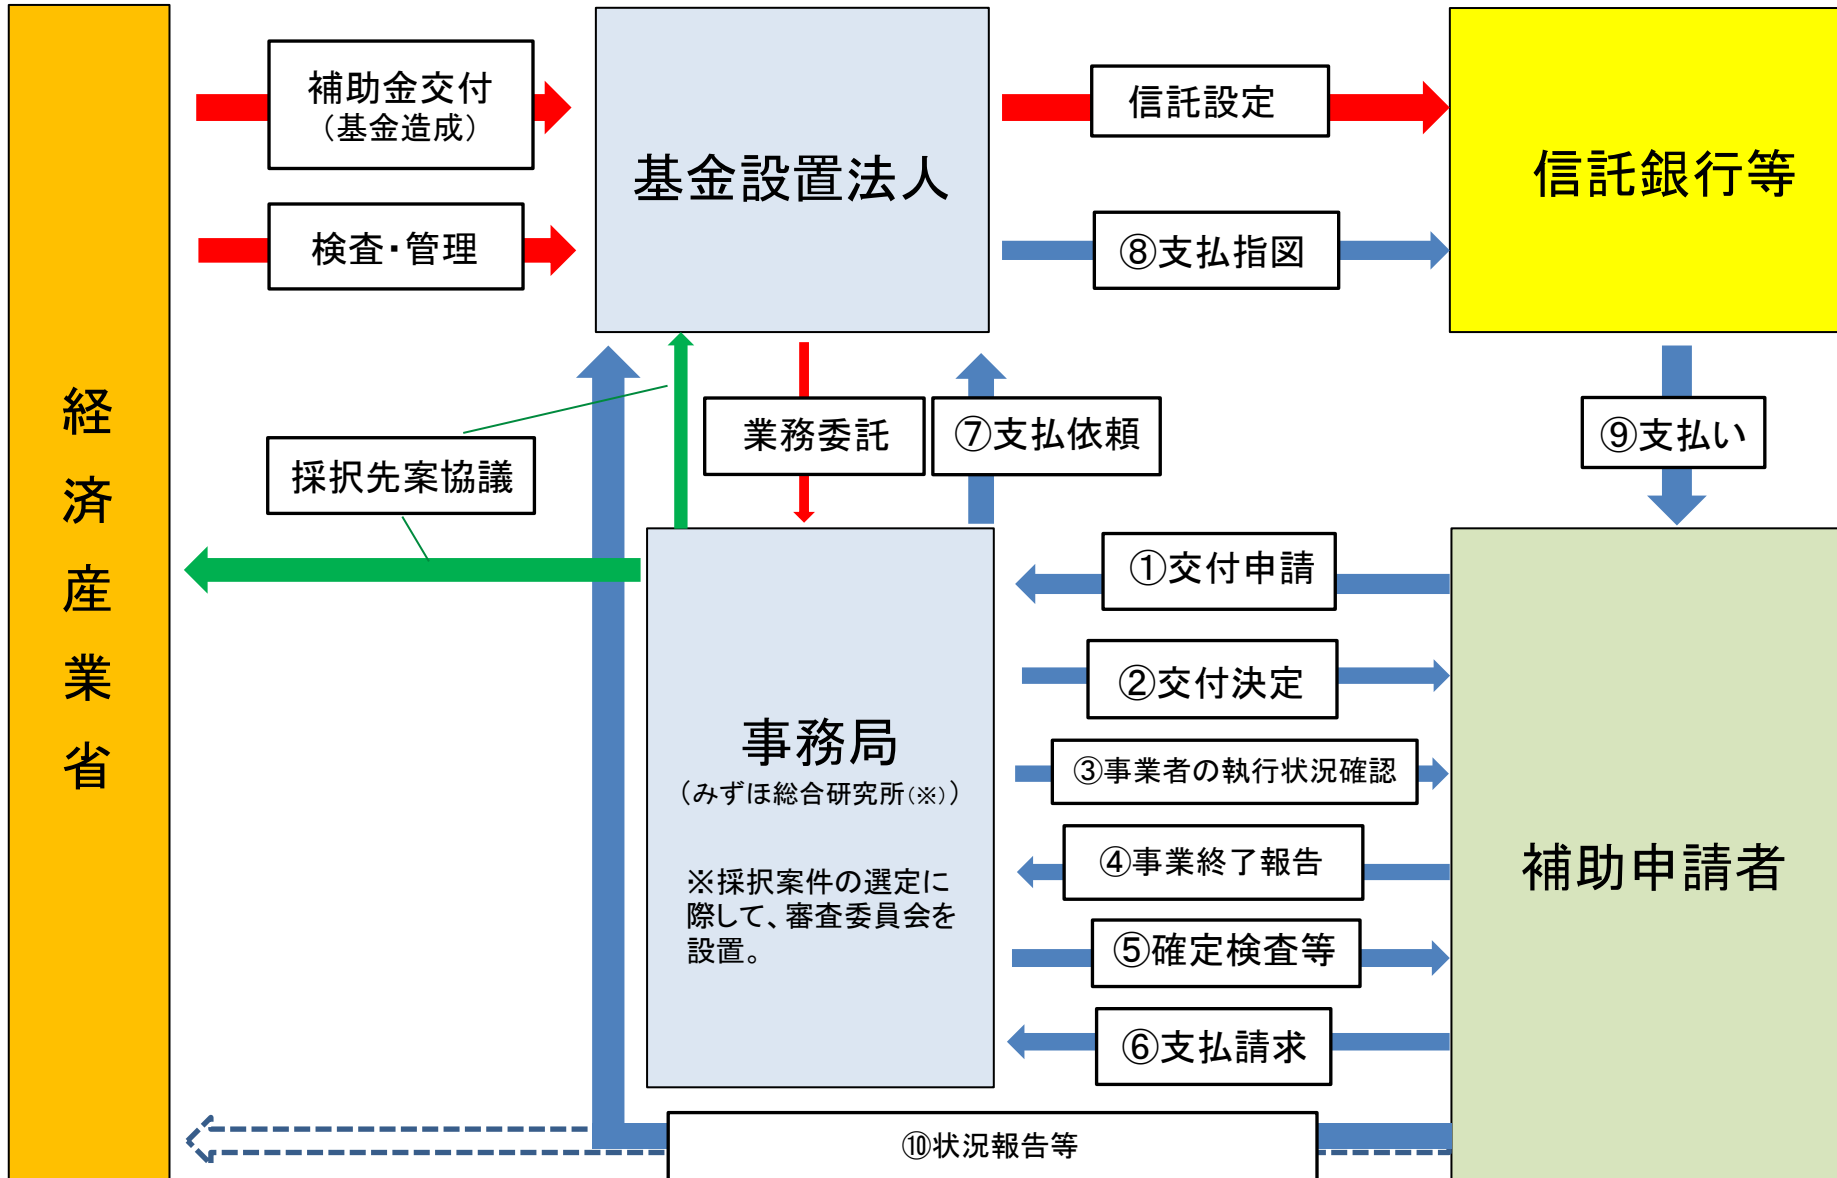 経済産業省
補助金交付
（基金造成）
検査・管理
基金設置法人
信託設定
⑧支払指図
信託銀行等
採択先案協議
業務委託
⑦支払依頼
⑨支払い
事務局
（みずほ総合研究所（※））
※採択案件の選定に
際して、審査委員会を
設置。
①交付申請
②交付決定
③事業者の執行状況確認
④事業終了報告
⑤確定検査等
⑥支払請求
補助申請者
⑩状況報告等